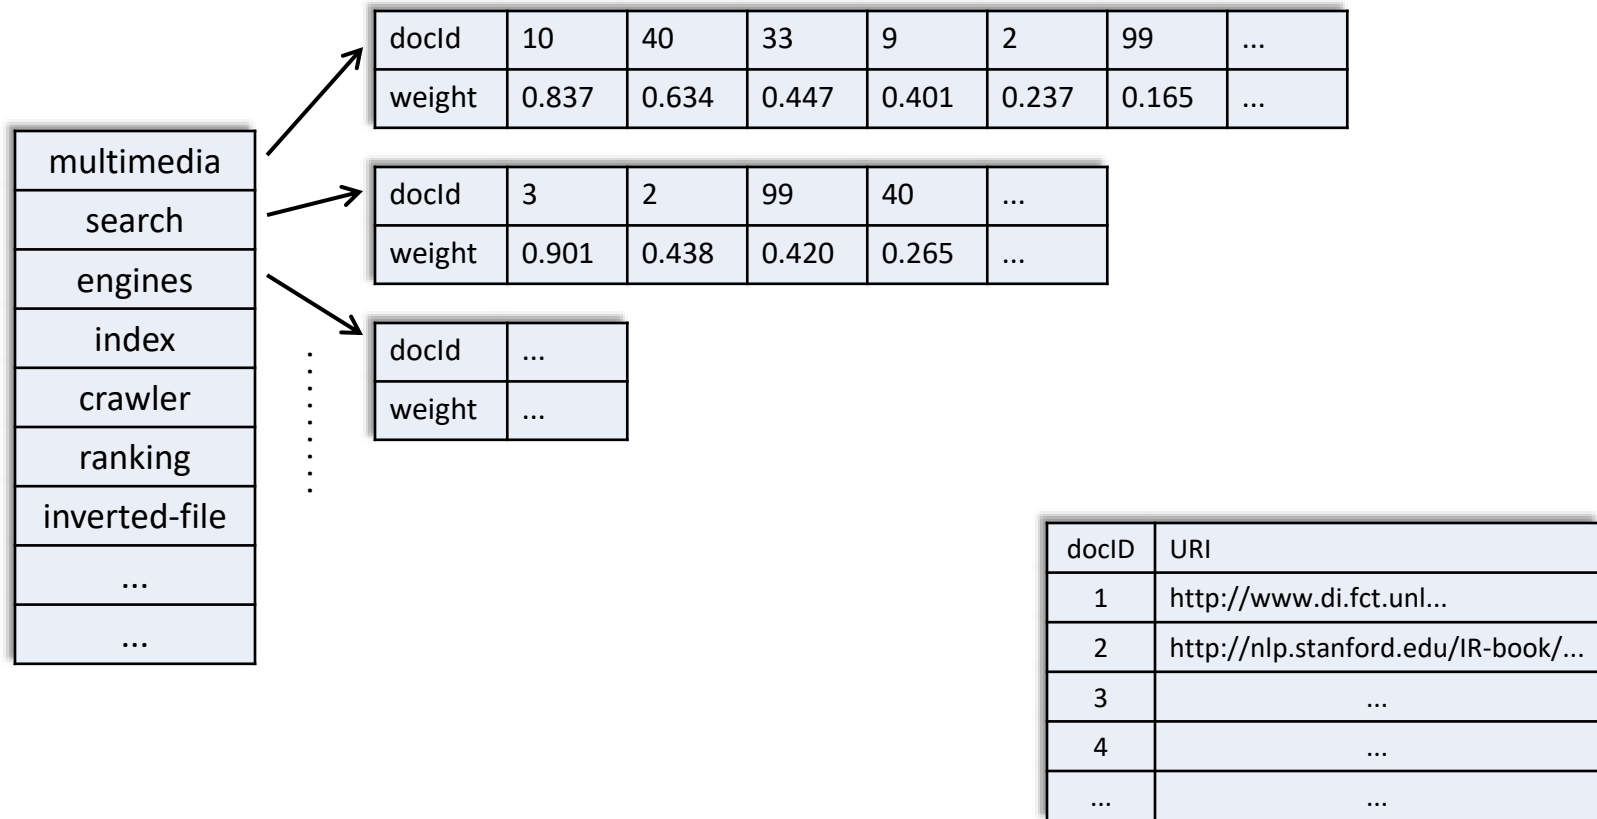 docId 10 40 33 9 2 99 ...
weight 0.837 0.634 0.447 0.401 0.237 0.165 ...
multimedia
search
engines
index
crawler
ranking
inverted-file
...
...
docId 3 2 99 40 ...
weight 0.901 0.438 0.420 0.265 ...
docId ...
weight ...
docID URI
1 http://www.di.fct.unl...
2 http://nlp.stanford.edu/IR-book/...
3 ...
4 ...
... ...